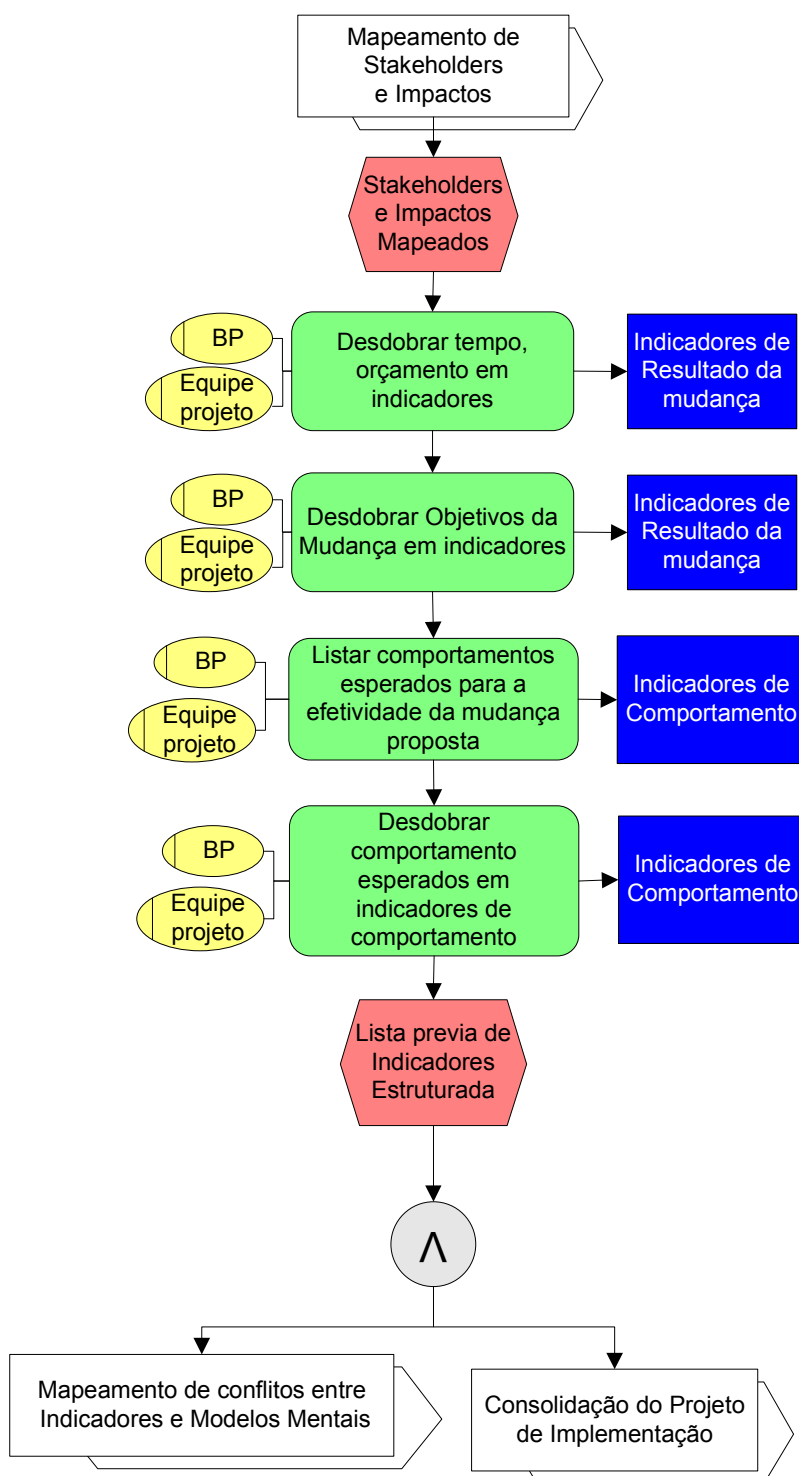 Mapeamento de
Stakeholders
e Impactos
Stakeholders
e Impactos
Mapeados
BP
Equipe
projeto
Desdobrar tempo,
orçamento em
indicadores
Indicadores de
Resultado da
mudança
BP
Equipe
projeto
Desdobrar Objetivos da
Mudança em indicadores
Indicadores de
Resultado da
mudança
BP
Equipe
projeto
Listar comportamentos
esperados para a
efetividade da mudança
proposta
Indicadores de
Comportamento
BP
Equipe
projeto
Desdobrar
comportamento
esperados em
indicadores de
comportamento
Indicadores de
Comportamento
Lista previa de
Indicadores
Estruturada
Λ
Mapeamento de conflitos entre
Indicadores e Modelos Mentais
Consolidação do Projeto
de Implementação